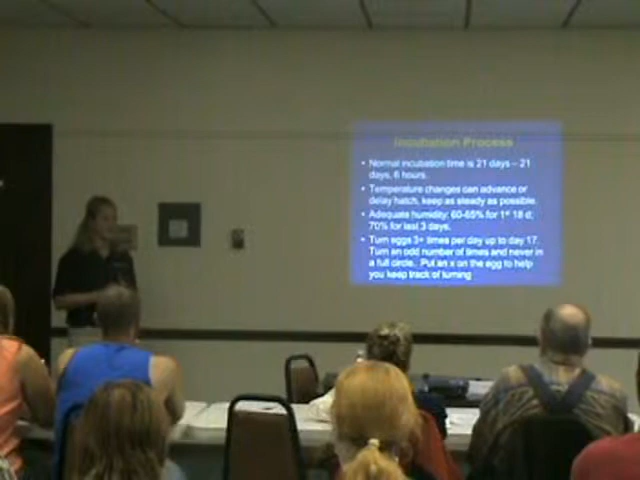 Incubation Process
• Normal incubation time is 21 days – 21
days, 6 hours.
• Temperature changes can advance or
delay hatch, keep as steady as possible.
• Adequate humidity: 60-65% for 1st 18 d;
70% for last 3 days.
• Turn eggs 3+ times per day up to day 17.
Turn an odd number of times and never in
a full circle. Put an x on the egg to help
you keep track of turning